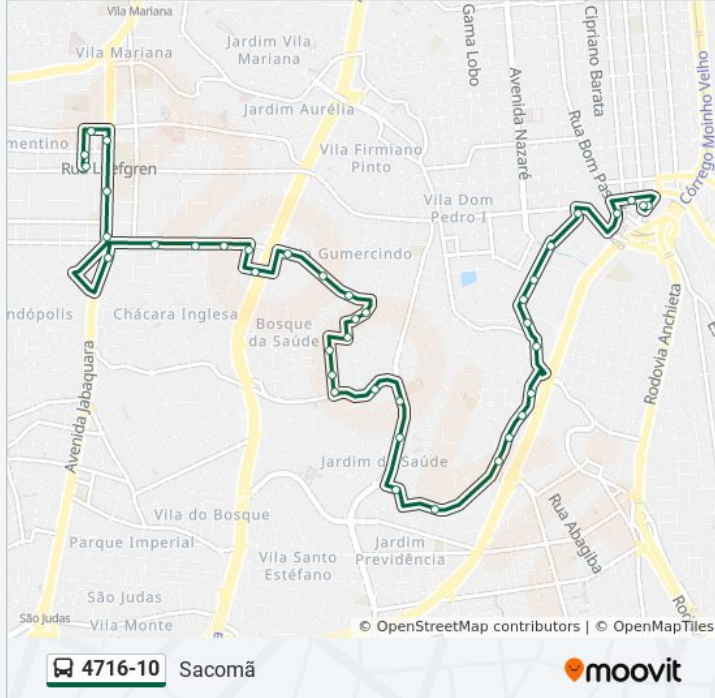 Vila Mariana
Vila Mariana
Jardim Vila
Mariana
Gama Lobo
Cipriano Barata
Avenida Nazaré
Córrego Moinho Velho
Jardim Aurélia
Rua Bom Pas
mentino
Vila Firmiano
Pinto
Vila Dom
Pedro I
Gumercindo
ndópolis
Chácara Inglesa
Bosque
da Saúde
Rodovia Anchieta
Avenida Jabaquara
Jardim d Saúde
Vila do Bosque
Rua Abagiba
Parque Imperial
Jardim
Previdência
Vila Santo
Estéfano
São Judas
São Judas
Vila Monte
© OpenStreetMap contributors | © OpenMapTiles
4716-10 Sacomã
moovit